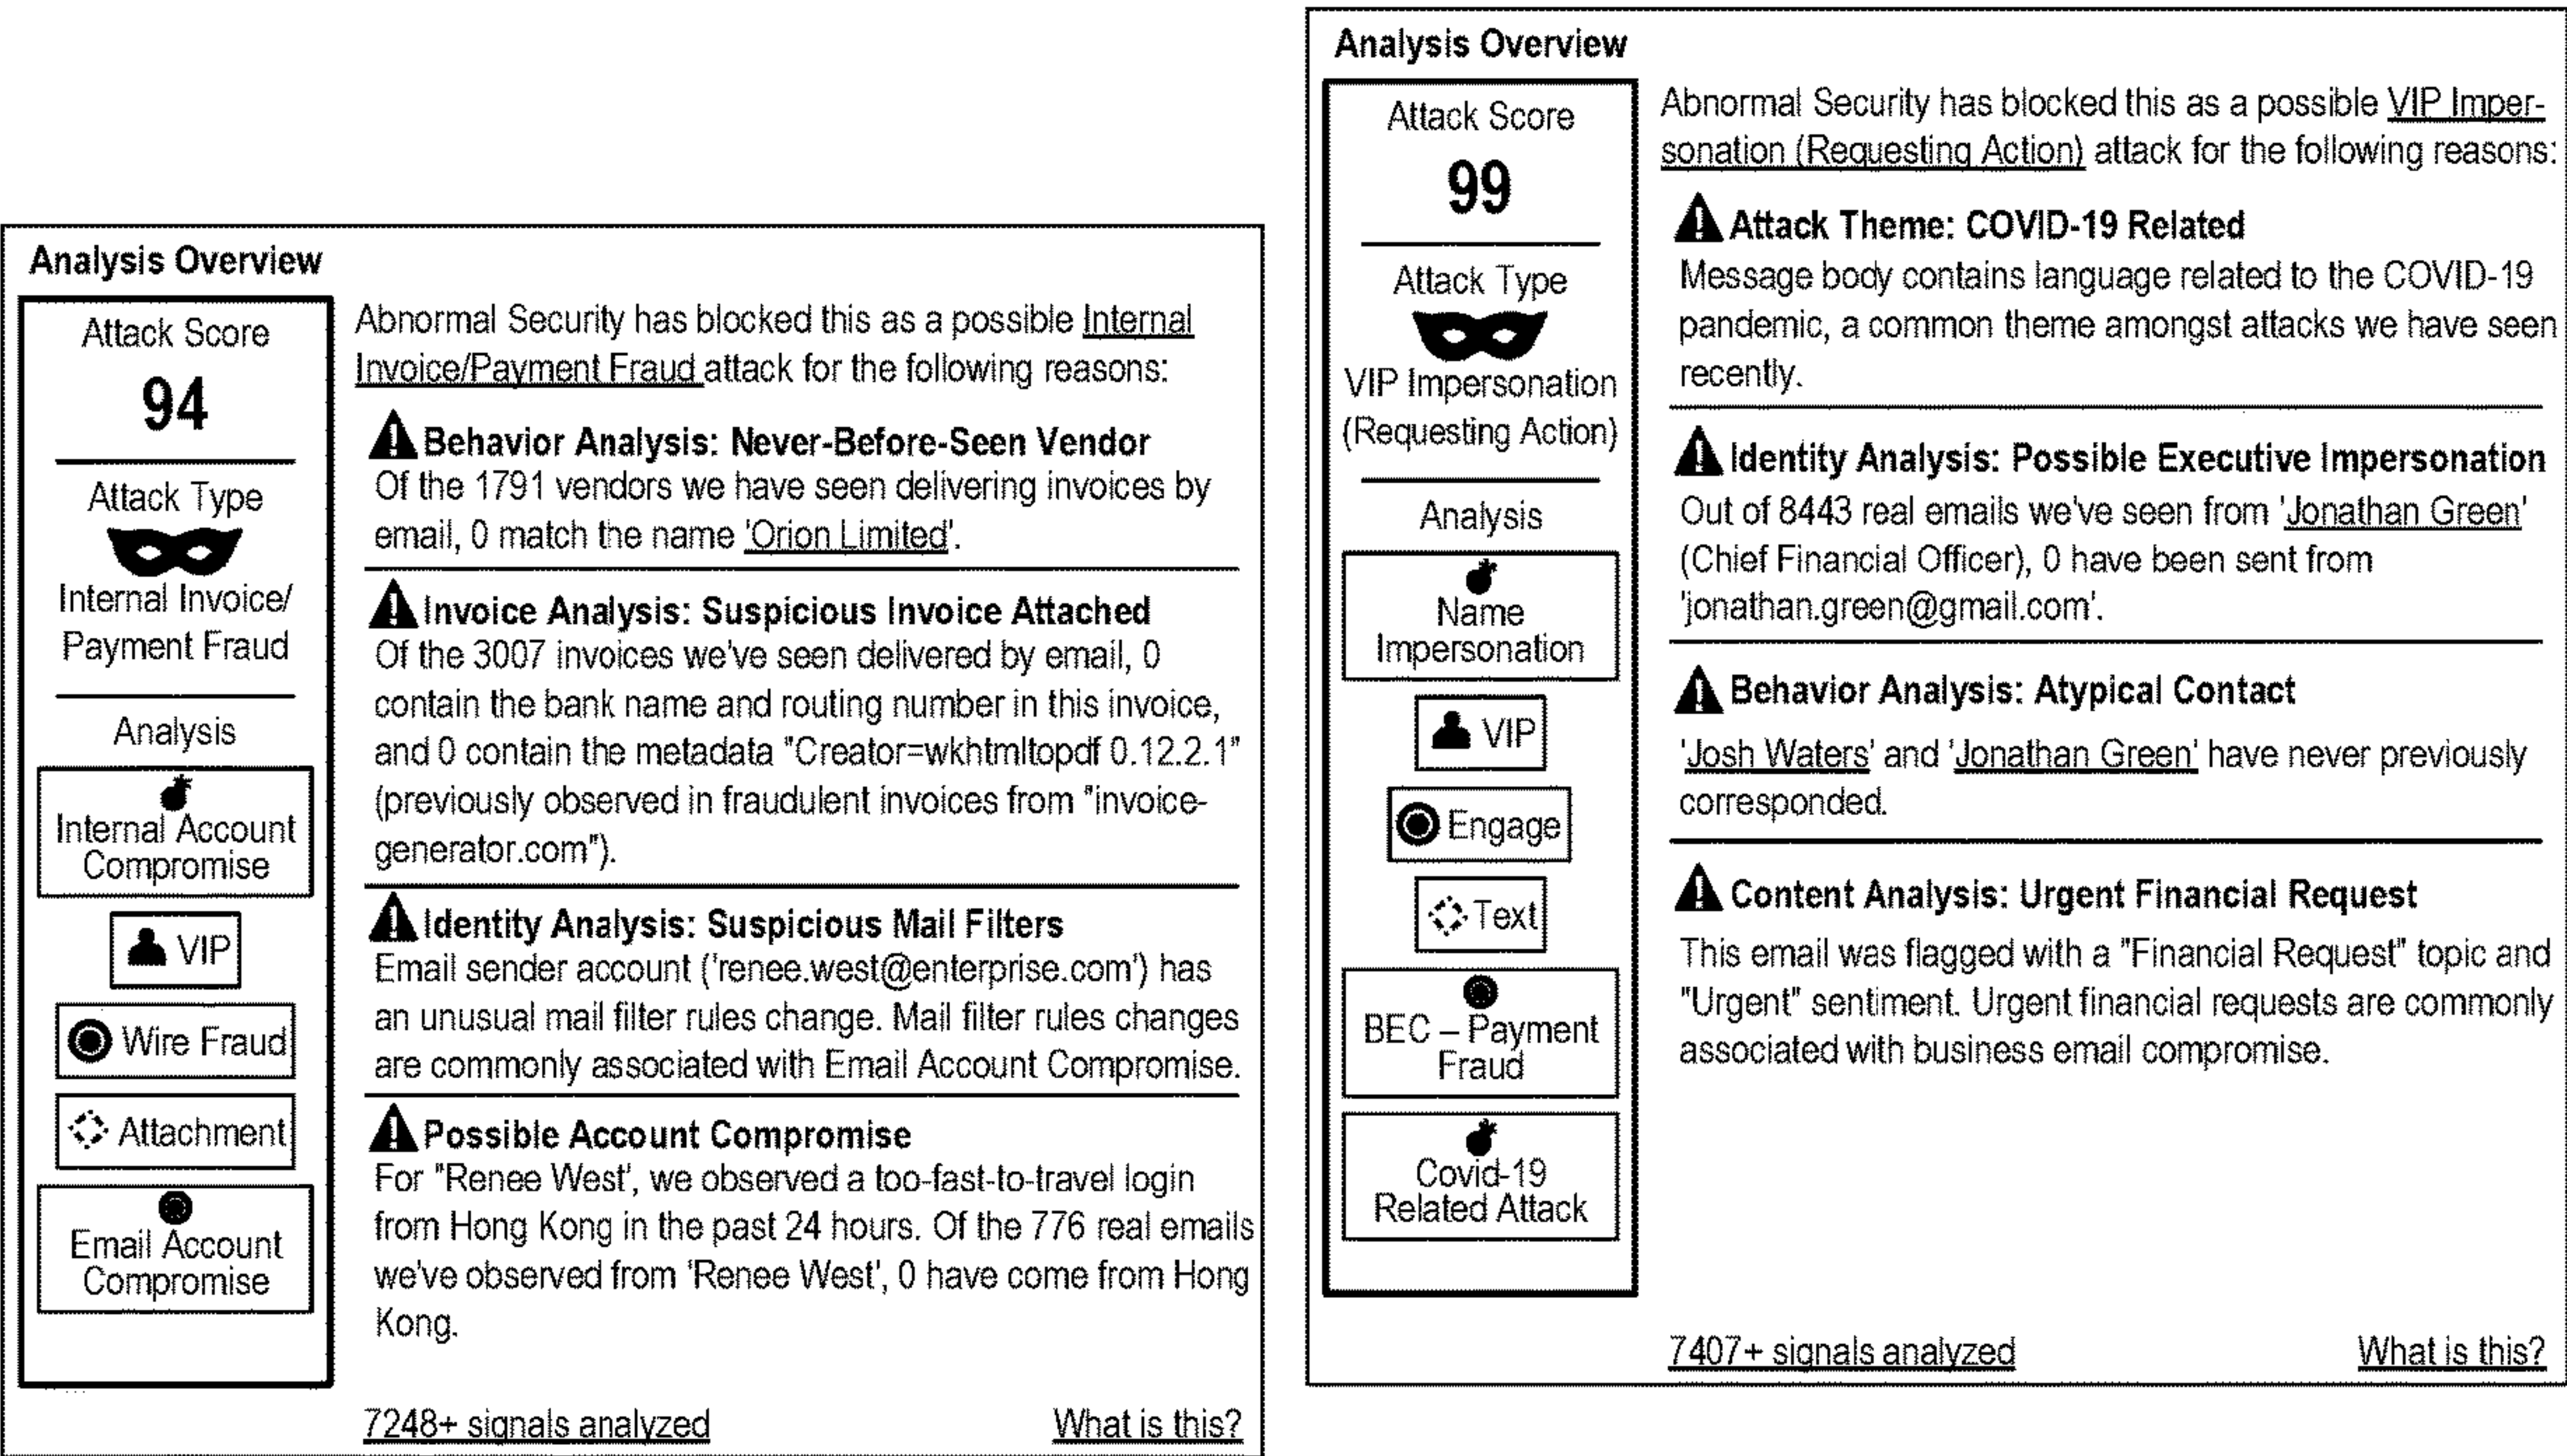 Analysis Overview
Attack Score
94
Attack Type
Internal Invoice/
Payment Fraud
Analysis
Internal Account
Compromise
VIP
Wire Fraud
Attachment
Email Account
Compromise
Abnormal Security has blocked this as a possible Internal
Invoice/Payment Fraud attack for the following reasons:
Behavior Analysis: Never-Before-Seen Vendor
Of the 1791 vendors we have seen delivering invoices by
email, 0 match the name 'Orion Limited'.
Invoice Analysis: Suspicious Invoice Attached
Of the 3007 invoices we've seen delivered by email, 0
contain the bank name and routing number in this invoice,
and 0 contain the metadata "Creator=wkhtmltopdf 0.12.2.1"
(previously observed in fraudulent invoices from "invoice-
generator.com").
Identity Analysis: Suspicious Mail Filters
Email sender account ('renee.west@enterprise.com') has
an unusual mail filter rules change. Mail filter rules changes
are commonly associated with Email Account Compromise.
Possible Account Compromise
For "Renee West', we observed a too-fast-to-travel login
from Hong Kong in the past 24 hours. Of the 776 real emails
we've observed from 'Renee West', 0 have come from Hong
Kong.
7248+ signals analyzed
What is this?
Analysis Overview
Attack Score
99
Attack Type
VIP Impersonation
(Requesting Action)
Analysis
Name
Impersonation
VIP
Engage
Text
BEC – Payment
Fraud
Covid-19
Related Attack
Abnormal Security has blocked this as a possible VIP Imper-
sonation (Requesting Action) attack for the following reasons:
Attack Theme: COVID-19 Related
Message body contains language related to the COVID-19
pandemic, a common theme amongst attacks we have seen
recently.
Identity Analysis: Possible Executive Impersonation
Out of 8443 real emails we've seen from 'Jonathan Green'
(Chief Financial Officer), 0 have been sent from
'jonathan.green@gmail.com'.
Behavior Analysis: Atypical Contact
'Josh Waters' and 'Jonathan Green' have never previously
corresponded.
Content Analysis: Urgent Financial Request
This email was flagged with a "Financial Request" topic and
"Urgent" sentiment. Urgent financial requests are commonly
associated with business email compromise.
7407+ signals analyzed
What is this?